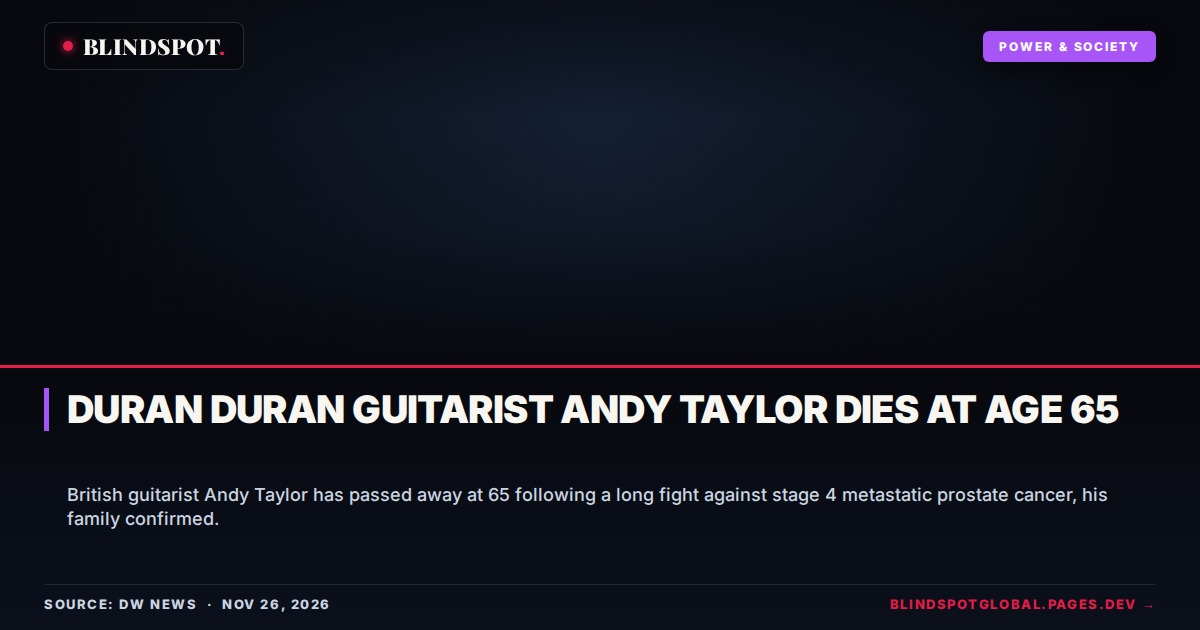 BLINDSPOT.
POWER & SOCIETY
DURAN DURAN GUITARIST ANDY TAYLOR DIES AT AGE 65
British guitarist Andy Taylor has passed away at 65 following a long fight against stage 4 metastatic prostate cancer, his
family confirmed.
SOURCE: DW NEWS · NOV 26, 2026
BLINDSPOTGLOBAL.PAGES.DEV →